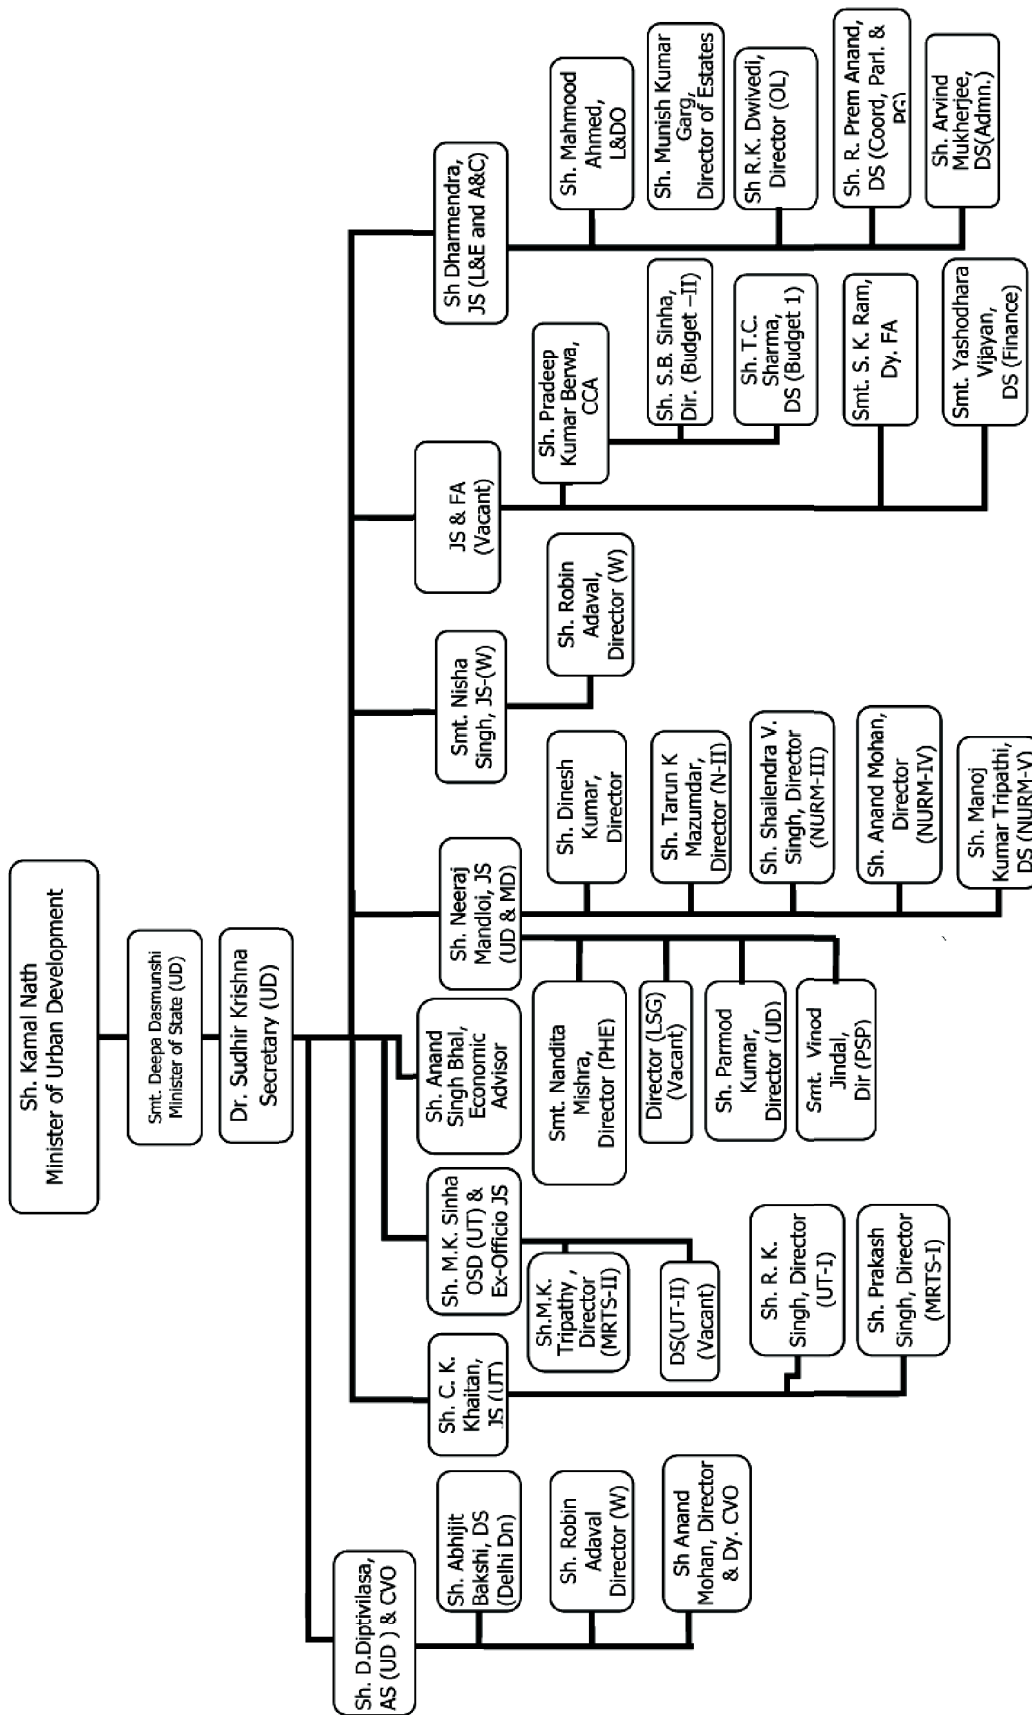 Sh. Kamal Nath
Minister of Urban Development
Smt. Deepa Dasmunshi
Minister of State (UD)
Dr. Sudhir Krishna
Secretary (UD)
Sh. D.Diptivilasa,
AS (UD ) & CVO
Sh. Abhijit
Bakshi, DS
(Delhi Dn)
Sh. Robin
Adaval
Director (W)
Sh Anand
Mohan, Director
& Dy. CVO
Sh. C. K.
Khaitan,
JS (UT)
Sh. R. K.
Singh, Director
(UT-I)
Sh. Prakash
Singh, Director
(MRTS-I)
Sh. M.K. Sinha
OSD (UT) &
Ex-Officio JS
Sh.M.K.
Tripathy ,
Director
(MRTS-II)
DS(UT-II)
(Vacant)
Sh. Anand
Singh Bhal,
Economic
Advisor
Sh. Neeraj
Mandloi, JS
(UD & MD)
Smt. Nandita
Mishra,
Director (PHE)
Director (LSG)
(Vacant)
Sh. Parmod
Kumar,
Director (UD)
Smt. Vinod
Jindal,
Dir (PSP)
Sh. Dinesh
Kumar,
Director
Sh. Tarun K
Mazumdar,
Director (N-II)
Sh. Shailendra V.
Singh, Director
(NURM-III)
Sh. Anand Mohan,
Director
(NURM-IV)
Sh. Manoj
Kumar Tripathi,
DS (NURM-V)
Smt. Nisha
Singh, JS-(W)
Sh. Robin
Adaval,
Director (W)
JS & FA
(Vacant)
Sh. Pradeep
Kumar Berwa,
CCA
Sh. S.B. Sinha,
Dir. (Budget –II)
Sh. T.C.
Sharma,
DS (Budget 1)
Smt. S. K. Ram,
Dy. FA
Smt. Yashodhara
Vijayan,
DS (Finance)
Sh Dharmendra,
JS (L&E and A&C)
Sh. Mahmood
Ahmed,
L&DO
Sh. Munish Kumar
Garg,
Director of Estates
Sh R.K. Dwivedi,
Director (OL)
Sh. R. Prem Anand,
DS (Coord, Parl. &
PG)
Sh. Arvind
Mukherjee,
DS(Admn.)